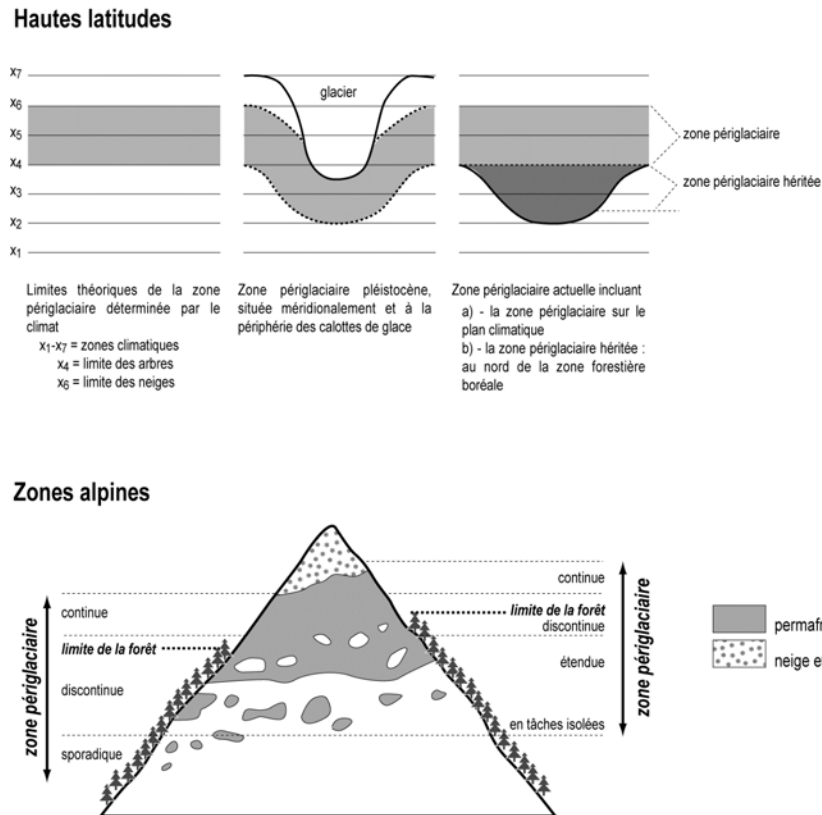 Hautes latitudes
x7
x6
x5
x4
x3
x2
x1
glacier
zone périglaciaire
zone périglaciaire héritée
Limites théoriques de la zone
périglaciaire déterminée par le
climat
x1-x7 = zones climatiques
x4 = limite des arbres
x6 = limite des neiges
Zone périglaciaire pléistocène,
située méridionalement et à la
périphérie des calottes de glace
Zone périglaciaire actuelle incluant
a) - la zone périglaciaire sur le
plan climatique
b) - la zone périglaciaire héritée :
au nord de la zone forestière
boréale
Zones alpines
zone périglaciaire
continue
limite de la forêt
discontinue
sporadique
continue
limite de la forêt
discontinue
étendue
en tâches isolées
zone périglaciaire
permaf
neige e